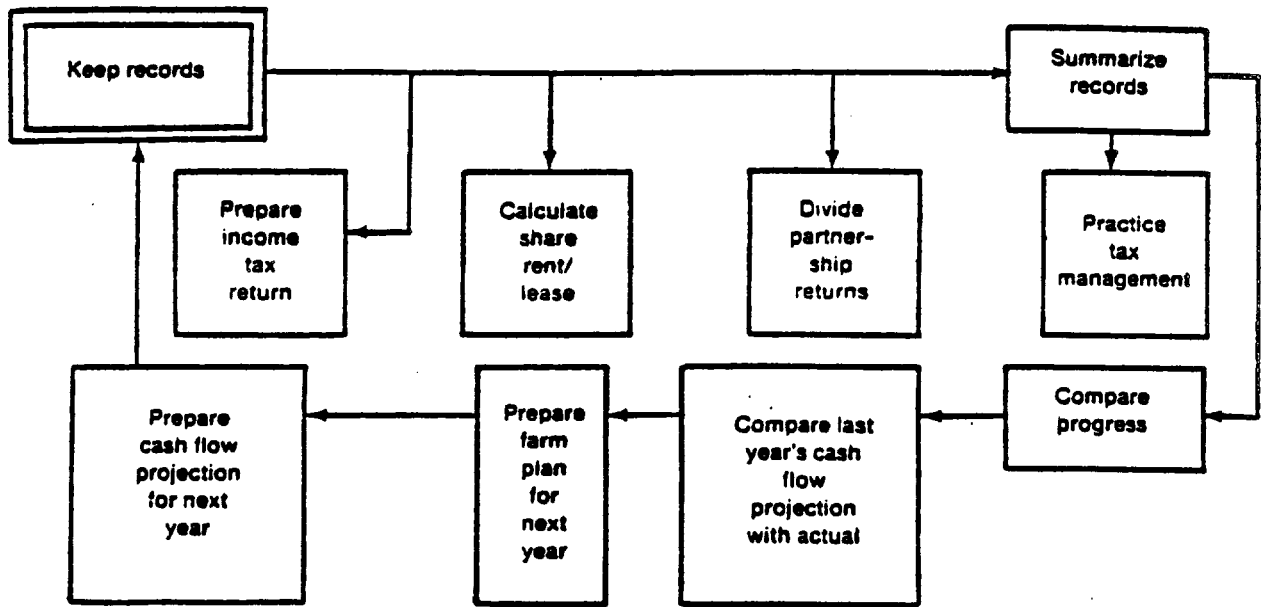 Keep records
Summarize
records
Prepare
income
tax
return
Calculate
share
rent/
lease
Divide
partner-
ship
returns
Practice
tax
management
Prepare
cash flow
projection
for next
year
Prepare
farm
plan
for
next
year
Compare last
year's cash
flow
projection
with actual
Compare
progress